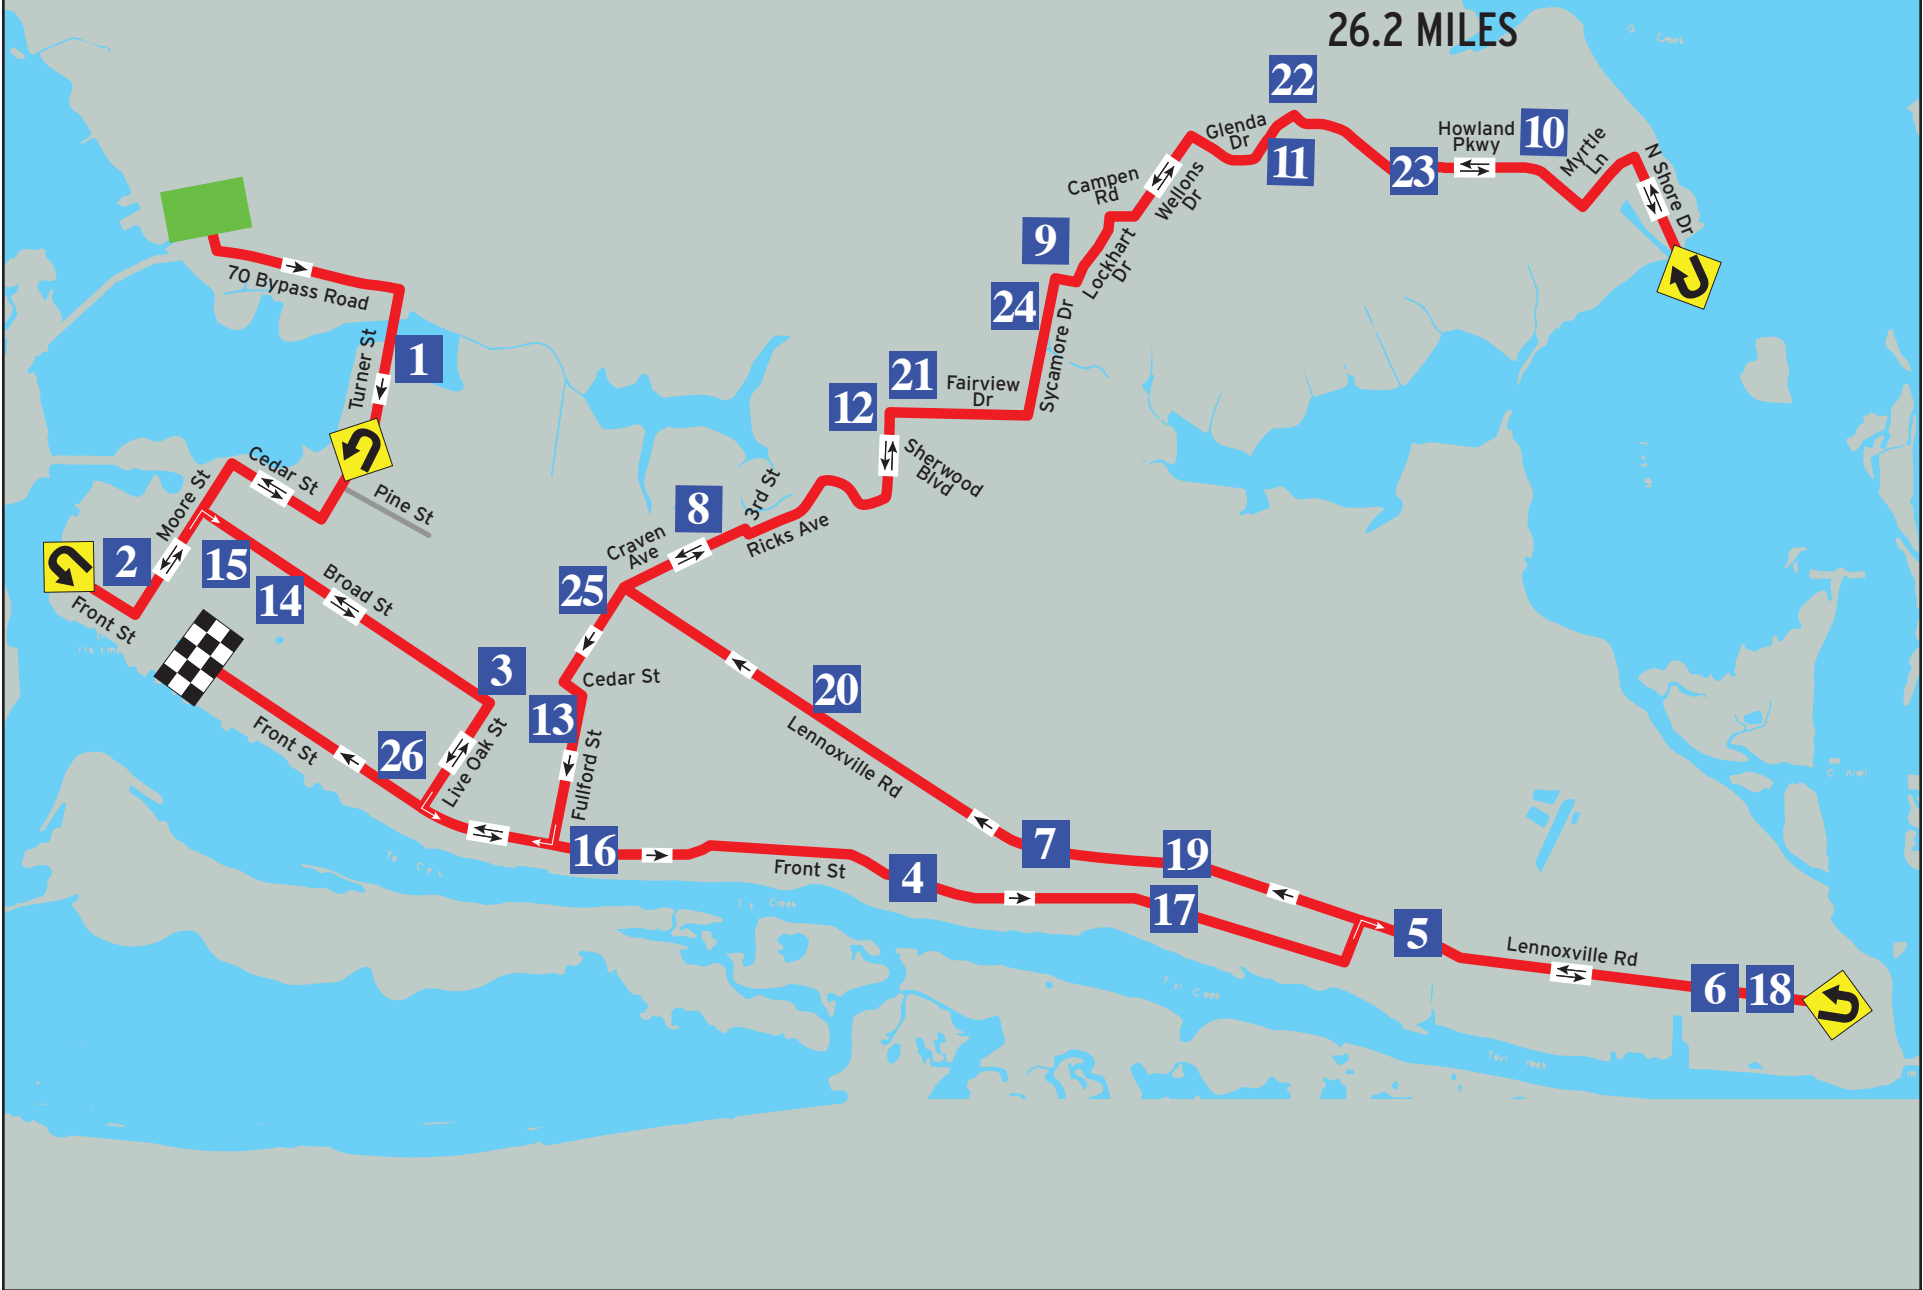 26.2 MILES
22
Glenda
Dr
11
Howland
Pkwy
10
Myrtle
Ln
N Shore Dr
23
Campen
Rd
Wellons
Dr
9
Lockhart
Dr
24
Sycamore Dr
70 Bypass Road
Turner St
1
21
Fairview
Dr
12
Sherwood
Blvd
Cedar St
Pine St
Moore St
8
3rd St
Ricks Ave
Craven
Ave
2
15
14
Broad St
25
Front St
3
Cedar St
20
13
Lennoxville Rd
Front St
26
Live Oak St
Fullford St
16
Front St
4
7
19
17
5
Lennoxville Rd
6
18
Creek
Creek
Creek